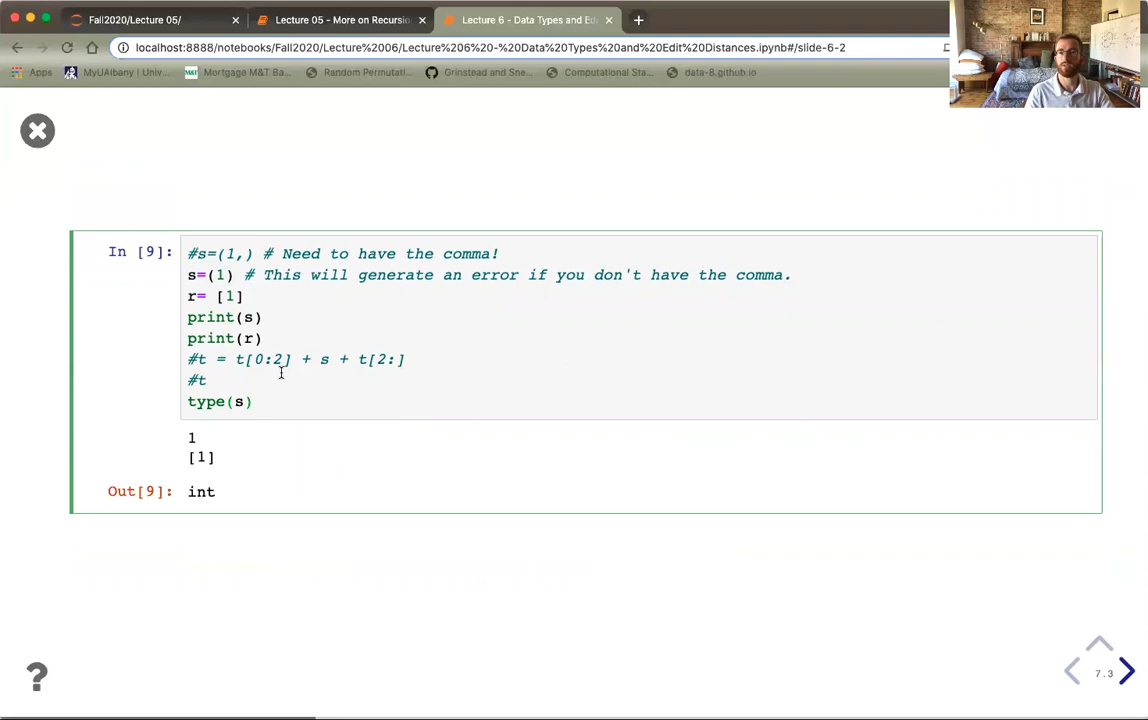 Fall2020/Lecture 05/
Lecture 05 - More on Recursio
Lecture 6 - Data Types and Ed
localhost:8888/notebooks/Fall2020/Lecture%2006/Lecture%206%20-%20Data%20Types%20and%20Edit%20Distances.ipynb#/slide-6-2
Apps
MyUAlbany | Univ...
M&T
Mortgage M&T Ba...
Random Permutati...
Grinstead and Sne...
Computational Sta...
data-8.github.io
In [9]:
#s=(1,) # Need to have the comma!
s=(1) # This will generate an error if you don't have the comma.
r= [1]
print(s)
print(r)
#t = t[0:2] + s + t[2:]
#t
type(s)
1
[1]
Out[9]: int
?
7.3